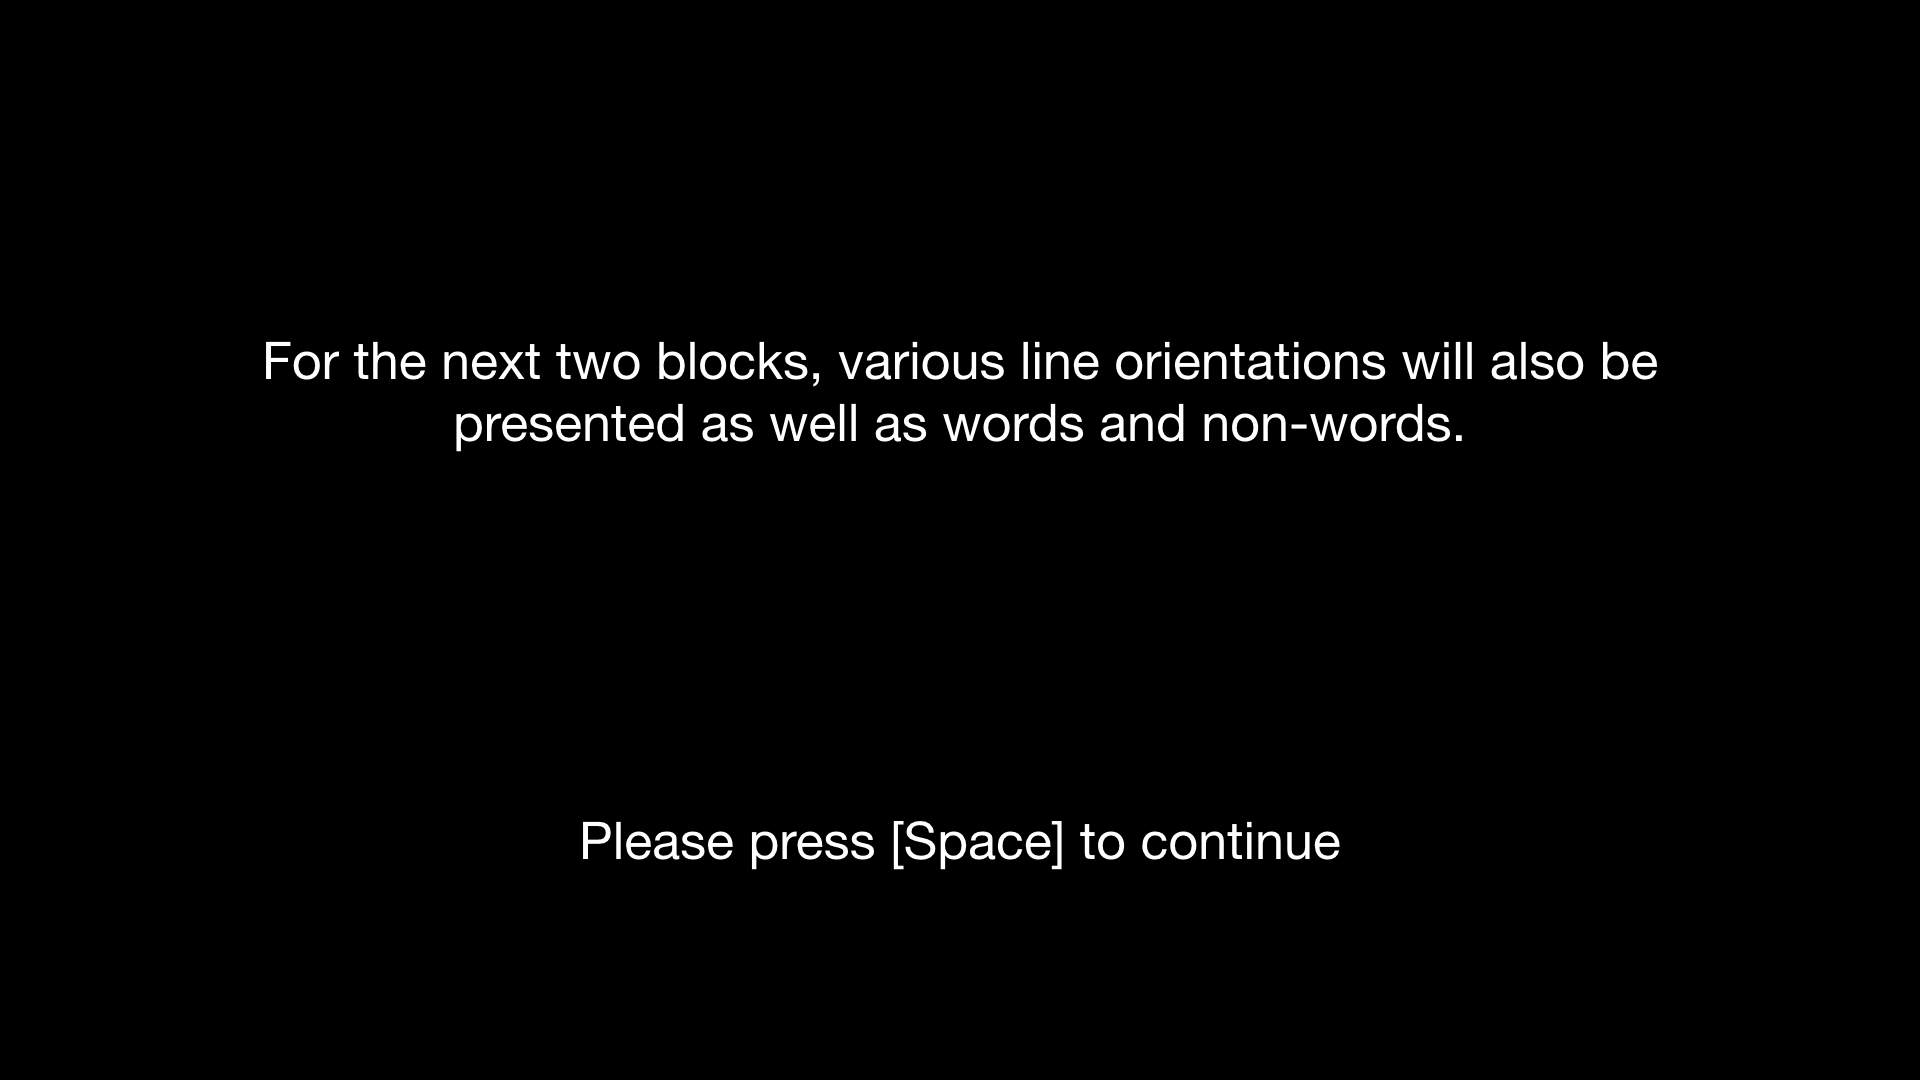 For the next two blocks, various line orientations will also be
presented as well as words and non-words.
Please press [Space] to continue